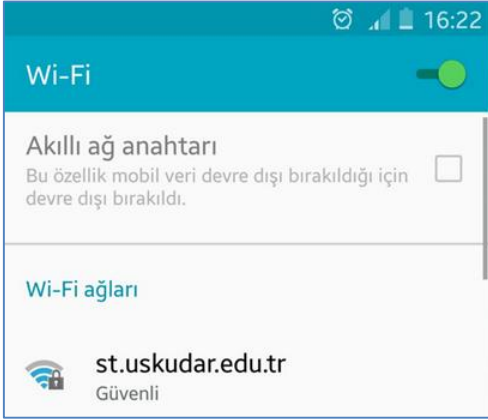 16:22
Wi-Fi
Akıllı ağ anahtarı
Bu özellik mobil veri devre dışı bırakıldığı için
devre dışı bırakıldı.
Wi-Fi ağları
st.uskudar.edu.tr
Güvenli